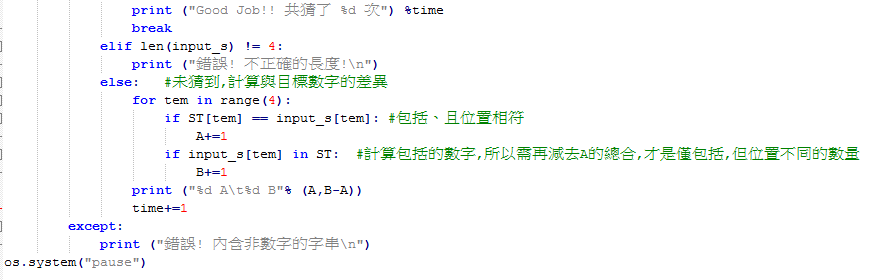 print ("Good Job!! 共猜了 %d 次") %time
break
elif len(input_s) != 4:
print ("錯誤! 不正確的長度!\n")
else:   #未猜到,計算與目標數字的差異
for tem in range(4):
if ST[tem] == input_s[tem]: #包括、且位置相符
A+=1
if input_s[tem] in ST:  #計算包括的數字,所以需再減去A的總合,才是僅包括,但位置不同的數量
B+=1
print ("%d A\t%d B"% (A,B-A))
time+=1
except:
print ("錯誤! 內含非數字的字串\n")
os.system("pause")